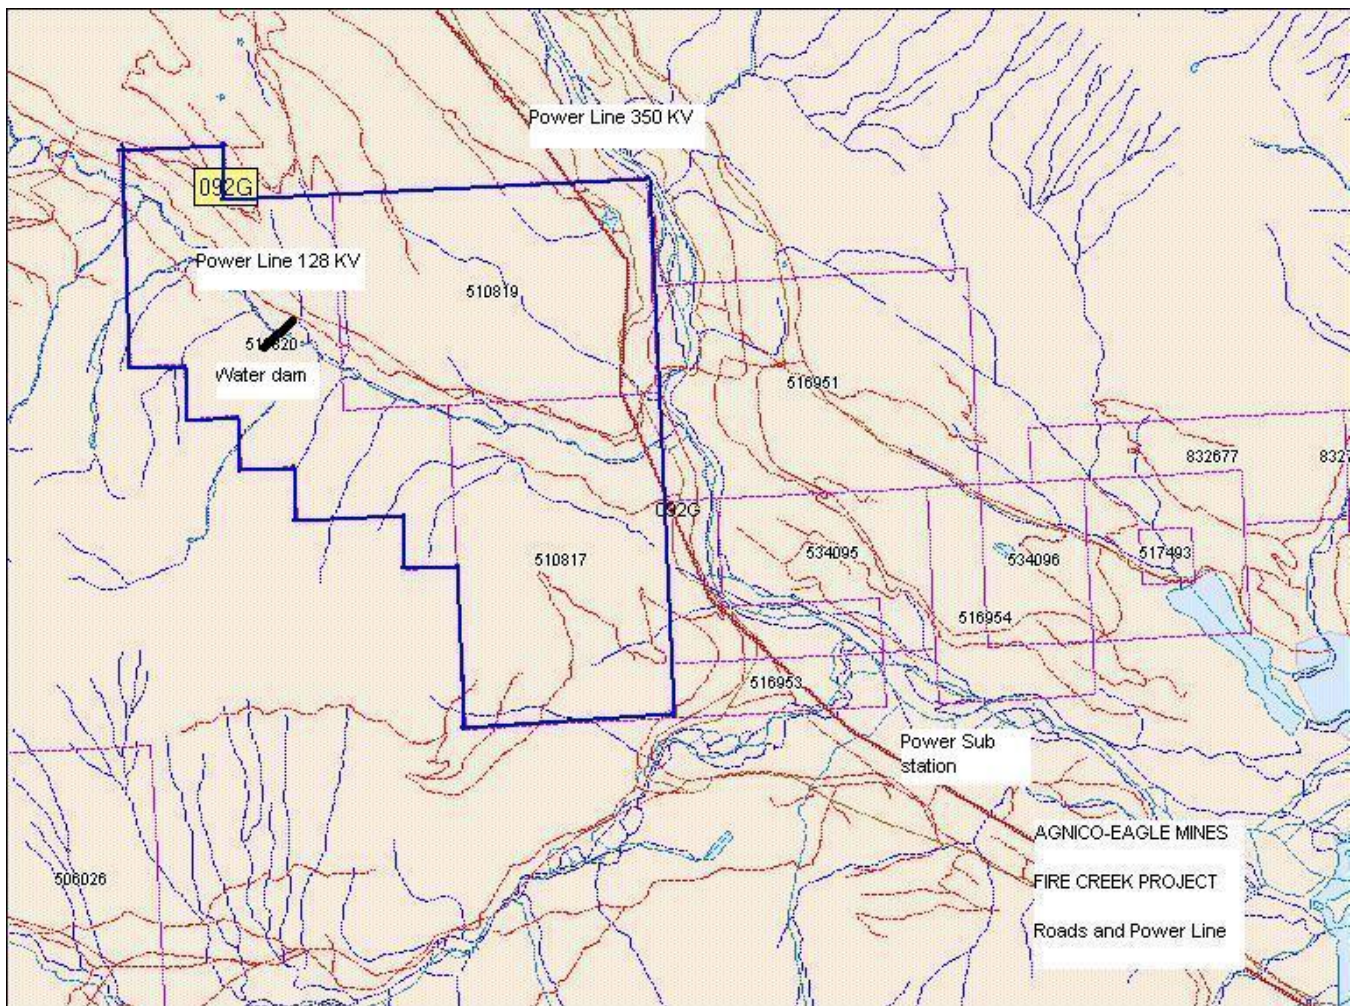 Power Line 350 KV
092G
Power Line 128 KV
510819
Water dam
516951
832677
092G
510817
534095
534096
517493
516954
516953
Power Sub
station
AGNICO-EAGLE MINES
506026
FIRE CREEK PROJECT
Roads and Power Line